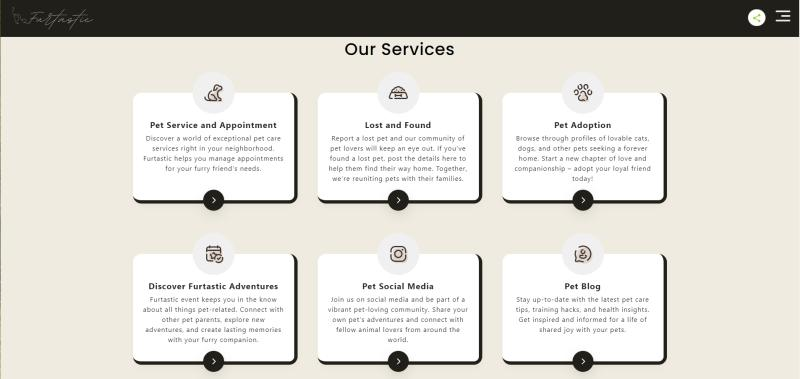 Furtastic
Our Services
Pet Service and Appointment
Discover a world of exceptional pet care
services right in your neighborhood.
Furtastic helps you manage appointments
for your furry friend's needs.
Lost and Found
Report a lost pet and our community of
pet lovers will keep an eye out. If you've
found a lost pet, post the details here to
help them find their way home. Together,
we're reuniting pets with their families.
Pet Adoption
Browse through profiles of lovable cats,
dogs, and other pets seeking a forever
home. Start a new chapter of love and
companionship – adopt your loyal friend
today!
Discover Furtastic Adventures
Furtastic event keeps you in the know
about all things pet-related. Connect with
other pet parents, explore new
adventures, and create lasting memories
with your furry companion.
Pet Social Media
Join us on social media and be part of a
vibrant pet-loving community. Share your
own pet's adventures and connect with
fellow animal lovers from around the
world.
Pet Blog
Stay up-to-date with the latest pet care
tips, training hacks, and health insights.
Get inspired and informed for a life of
shared joy with your pets.